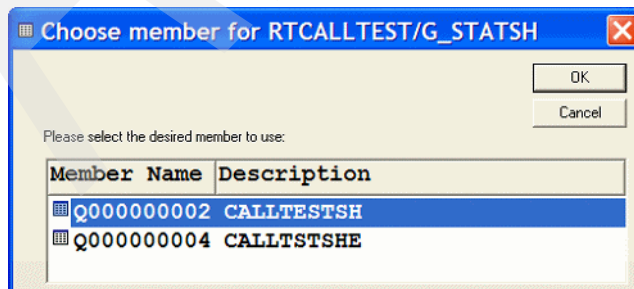 Choose member for RTCALLTEST/G_STATSH
OK
Cancel
Please select the desired member to use:
Member Name Description
Q000000002 CALLTESTSH
Q000000004 CALLTSTSHE